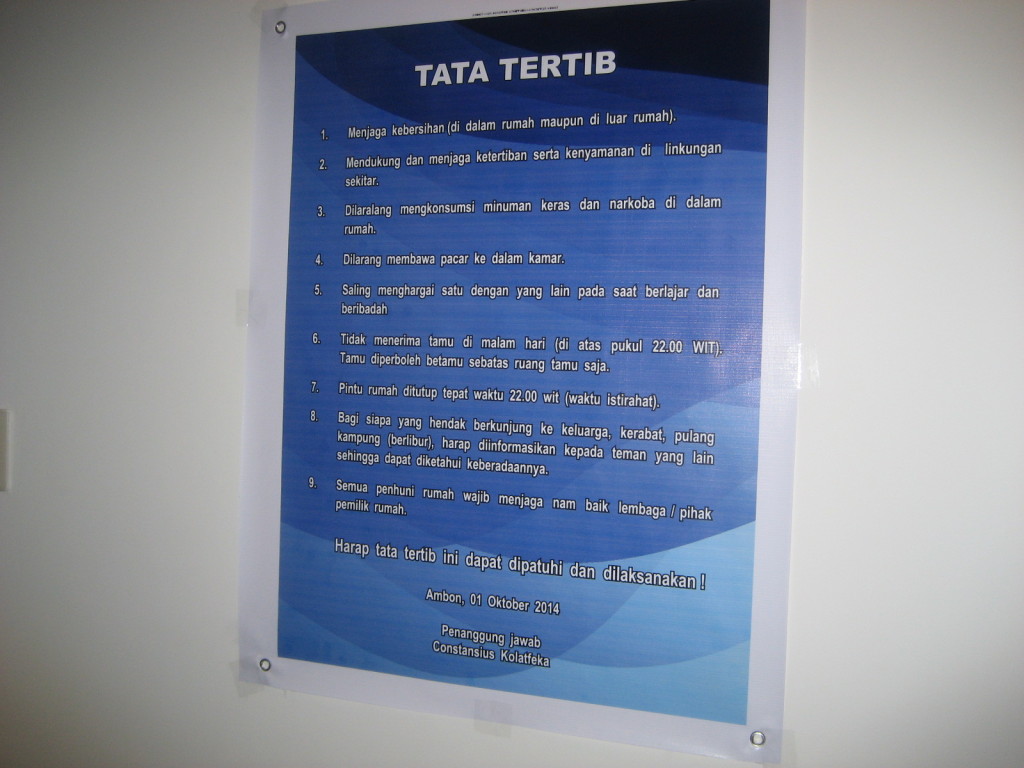 TATA TERTIB
1. Menjaga kebersihan (di dalam rumah maupun di luar rumah).
2. Mendukung dan menjaga ketertiban serta kenyamanan di linkungan
sekitar.
3. Dilaralang mengkonsumsi minuman keras dan narkoba di dalam
rumah.
4. Dilarang membawa pacar ke dalam kamar.
5. Saling menghargai satu dengan yang lain pada saat berlajar dan
beribadah
6. Tidak menerima tamu di malam hari (di atas pukul 22.00 WIT).
Tamu diperboleh betamu sebatas ruang tamu saja.
7. Pintu rumah ditutup tepat waktu 22.00 wit (waktu istirahat).
8. Bagi siapa yang hendak berkunjung ke keluarga, kerabat, pulang
kampung (berlibur), harap diinformasikan kepada teman yang lain
sehingga dapat diketahui keberadaannya.
9. Semua penhuni rumah wajib menjaga nam baik lembaga / pihak
pemilik rumah.
Harap tata tertib ini dapat dipatuhi dan dilaksanakan !
Ambon, 01 Oktober 2014
Penanggung jawab
Constansius Kolatfeka